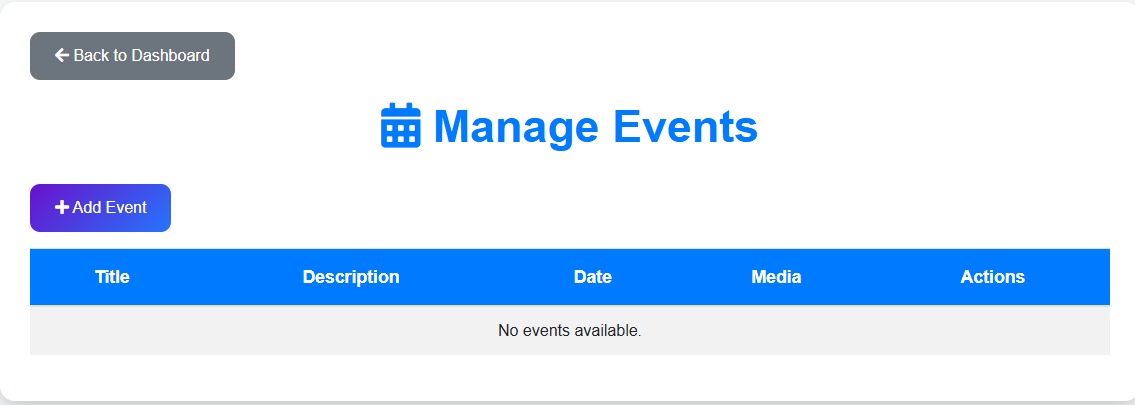 Back to Dashboard
Manage Events
Add Event
Title Description Date Media Actions
No events available.